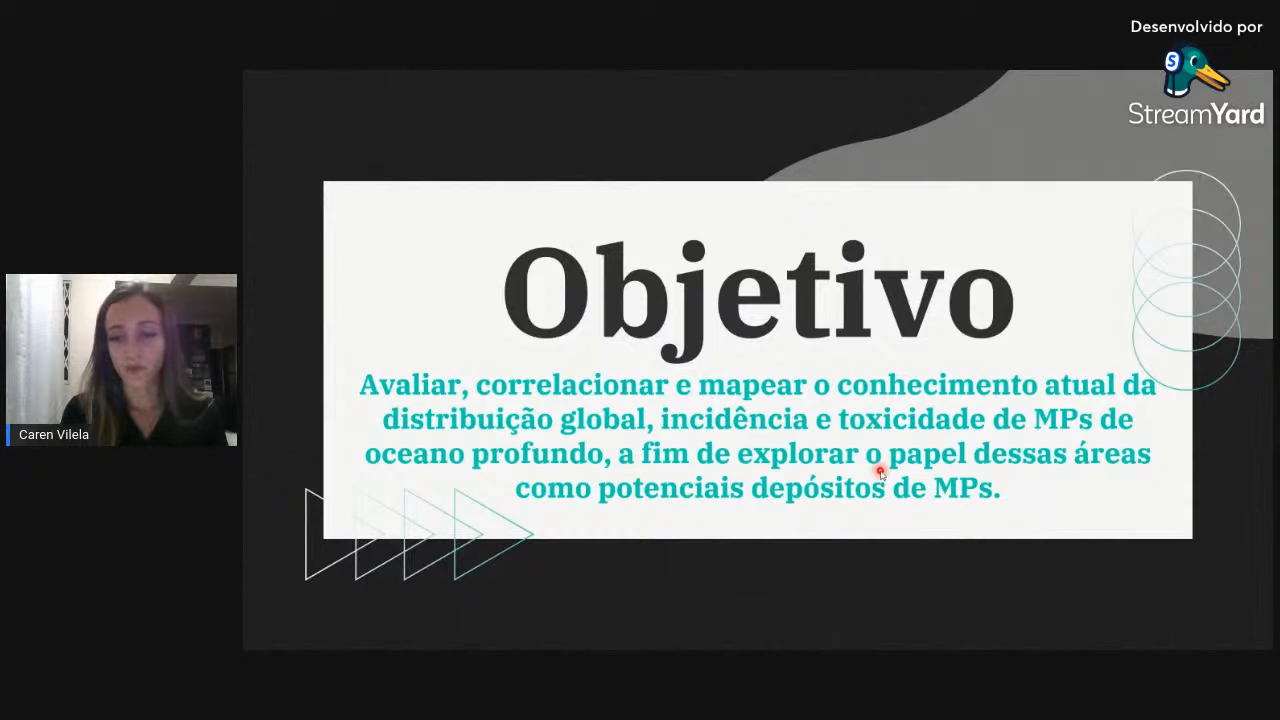 Desenvolvido por
StreamYard
Objetivo
Avaliar, correlacionar e mapear o conhecimento atual da
distribuição global, incidência e toxicidade de MPs de
oceano profundo, a fim de explorar o papel dessas áreas
como potenciais depósitos de MPs.
Caren Vilela